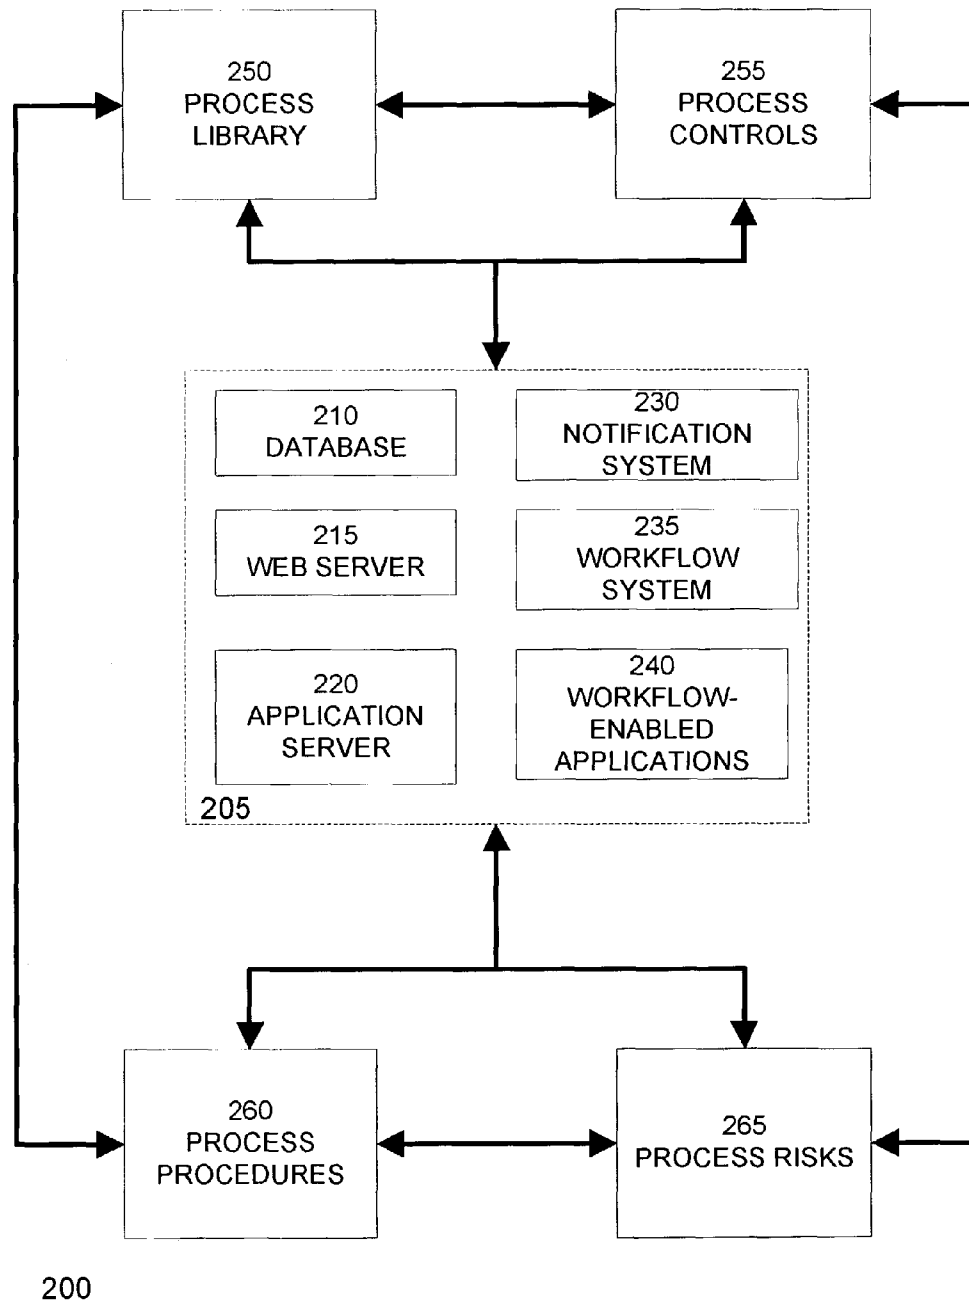 250
PROCESS
LIBRARY
255
PROCESS
CONTROLS
210
DATABASE
230
NOTIFICATION
SYSTEM
215
WEB SERVER
235
WORKFLOW
SYSTEM
220
APPLICATION
SERVER
240
WORKFLOW-
ENABLED
APPLICATIONS
205
260
PROCESS
PROCEDURES
265
PROCESS RISKS
200